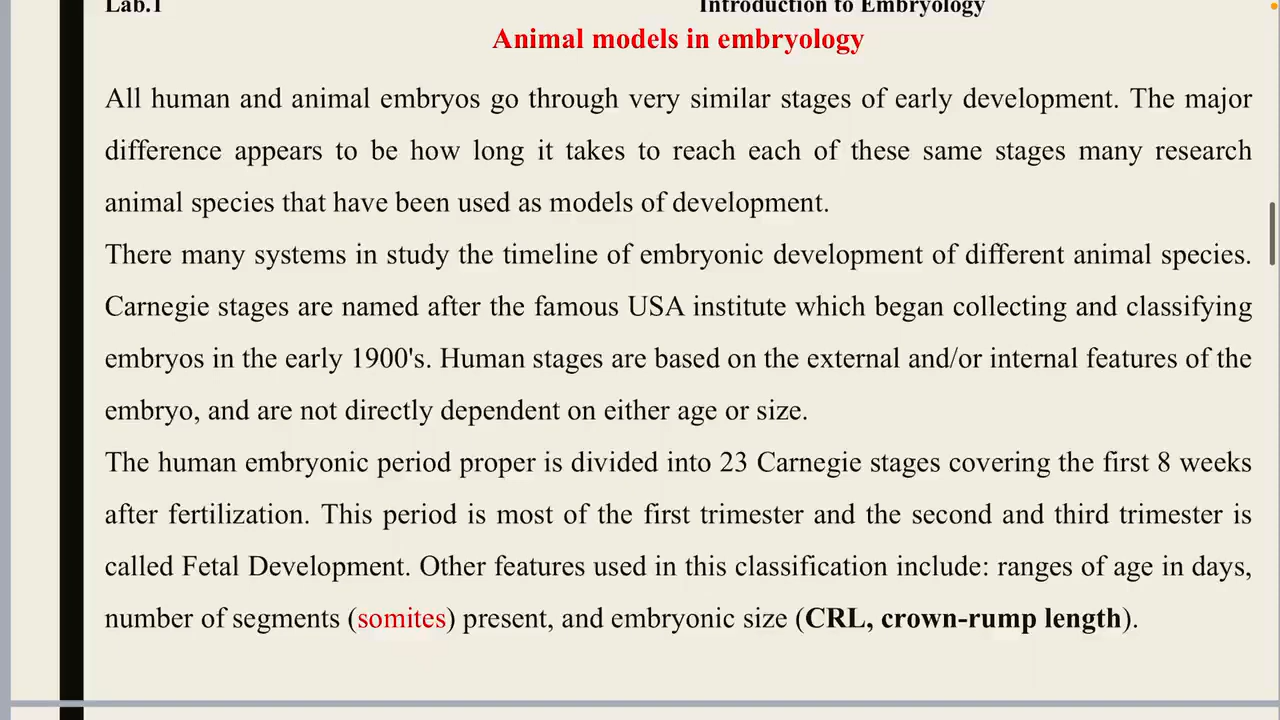 Lab.1 Introduction to Embryology
Animal models in embryology
All human and animal embryos go through very similar stages of early development. The major
difference appears to be how long it takes to reach each of these same stages many research
animal species that have been used as models of development.
There many systems in study the timeline of embryonic development of different animal species.
Carnegie stages are named after the famous USA institute which began collecting and classifying
embryos in the early 1900's. Human stages are based on the external and/or internal features of the
embryo, and are not directly dependent on either age or size.
The human embryonic period proper is divided into 23 Carnegie stages covering the first 8 weeks
after fertilization. This period is most of the first trimester and the second and third trimester is
called Fetal Development. Other features used in this classification include: ranges of age in days,
number of segments (somites) present, and embryonic size (CRL, crown-rump length).